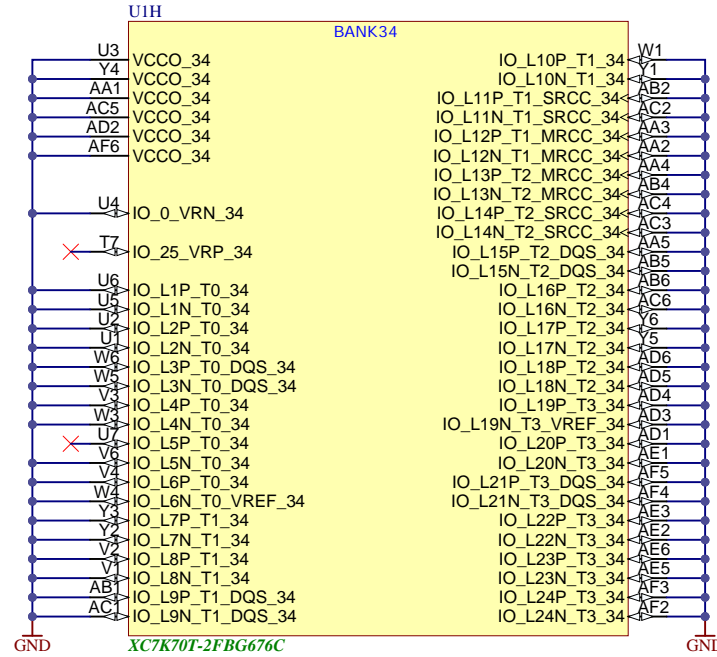 U1H
BANK34
U3 VCCO_34 IO_L10P_T1_34 W1
Y4 VCCO_34 IO_L10N_T1_34 Y1
AA1 VCCO_34 IO_L11P_T1_SRCC_34 AB2
AC5 VCCO_34 IO_L11N_T1_SRCC_34 AC2
AD2 VCCO_34 IO_L12P_T1_MRCC_34 AA3
AF6 VCCO_34 IO_L12N_T1_MRCC_34 AA2
IO_L13P_T2_MRCC_34 AA4
IO_L13N_T2_MRCC_34 AB4
U4 IO_0_VRN_34 IO_L14P_T2_SRCC_34 AC4
IO_L14N_T2_SRCC_34 AC3
T7 IO_25_VRP_34 IO_L15P_T2_DQS_34 AA5
IO_L15N_T2_DQS_34 AB5
U6 IO_L1P_T0_34 IO_L16P_T2_34 AB6
U5 IO_L1N_T0_34 IO_L16N_T2_34 AC6
U2 IO_L2P_T0_34 IO_L17P_T2_34 Y6
U1 IO_L2N_T0_34 IO_L17N_T2_34 Y5
W6 IO_L3P_T0_DQS_34 IO_L18P_T2_34 AD6
W5 IO_L3N_T0_DQS_34 IO_L18N_T2_34 AD5
V3 IO_L4P_T0_34 IO_L19P_T3_34 AD4
W3 IO_L4N_T0_34 IO_L19N_T3_VREF_34 AD3
U7 IO_L5P_T0_34 IO_L20P_T3_34 AD1
V6 IO_L5N_T0_34 IO_L20N_T3_34 AE1
V4 IO_L6P_T0_34 IO_L21P_T3_DQS_34 AF5
W4 IO_L6N_T0_VREF_34 IO_L21N_T3_DQS_34 AF4
Y3 IO_L7P_T1_34 IO_L22P_T3_34 AE3
Y2 IO_L7N_T1_34 IO_L22N_T3_34 AE2
V2 IO_L8P_T1_34 IO_L23P_T3_34 AE6
V1 IO_L8N_T1_34 IO_L23N_T3_34 AE5
AB1 IO_L9P_T1_DQS_34 IO_L24P_T3_34 AF3
AC1 IO_L9N_T1_DQS_34 IO_L24N_T3_34 AF2
GND XC7K70T-2FBG676C GND